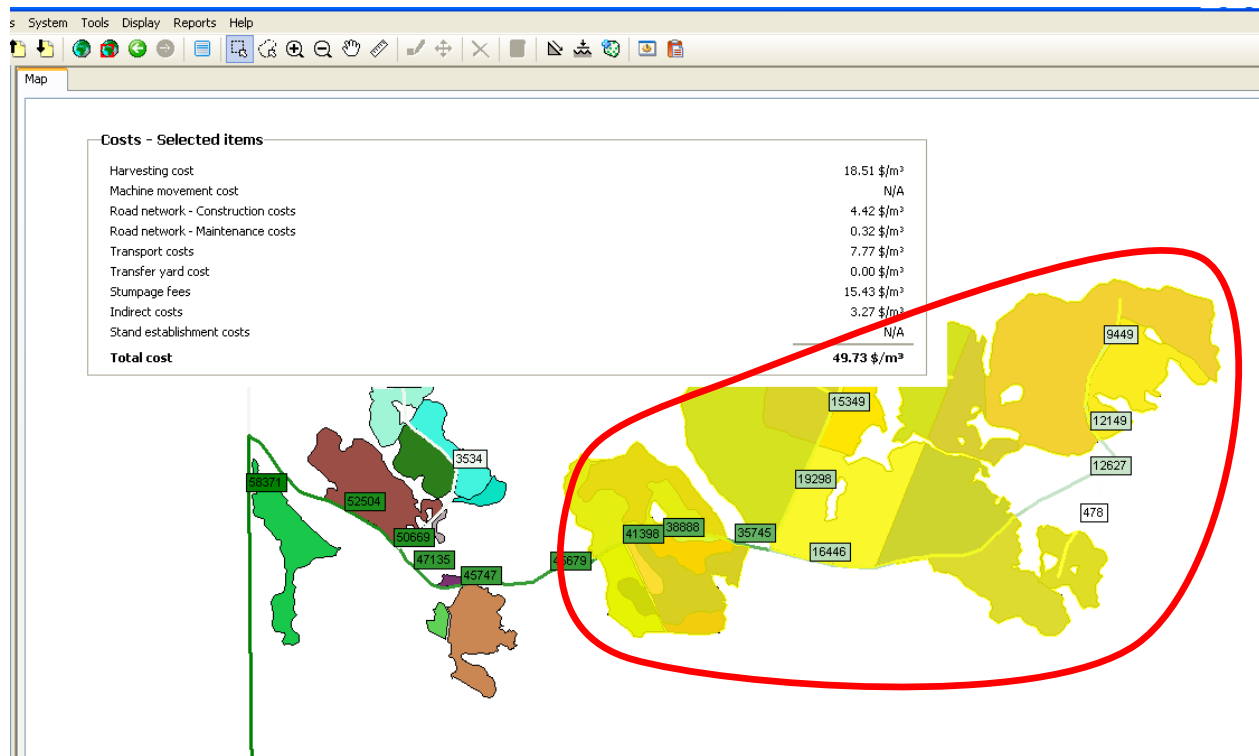 s System Tools Display Reports Help
Map
Costs - Selected items
Harvesting cost 18.51 $/m³
Machine movement cost N/A
Road network - Construction costs 4.42 $/m³
Road network - Maintenance costs 0.32 $/m³
Transport costs 7.77 $/m³
Transfer yard cost 0.00 $/m³
Stumpage fees 15.43 $/m³
Indirect costs 3.27 $/m³
Stand establishment costs N/A
Total cost 49.73 $/m³
9449
15349
12149
3534
12627
58371
19298
52504
478
41398
38888
35745
50669
16446
47135
45679
45747